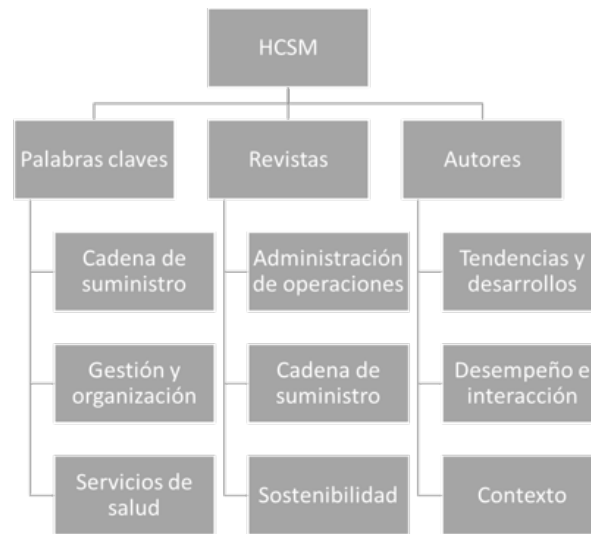 HCSM
Palabras claves
Revistas
Autores
Cadena de
suministro
Administración
de operaciones
Tendencias y
desarrollos
Gestión y
organización
Cadena de
suministro
Desempeño e
interacción
Servicios de
salud
Sostenibilidad
Contexto